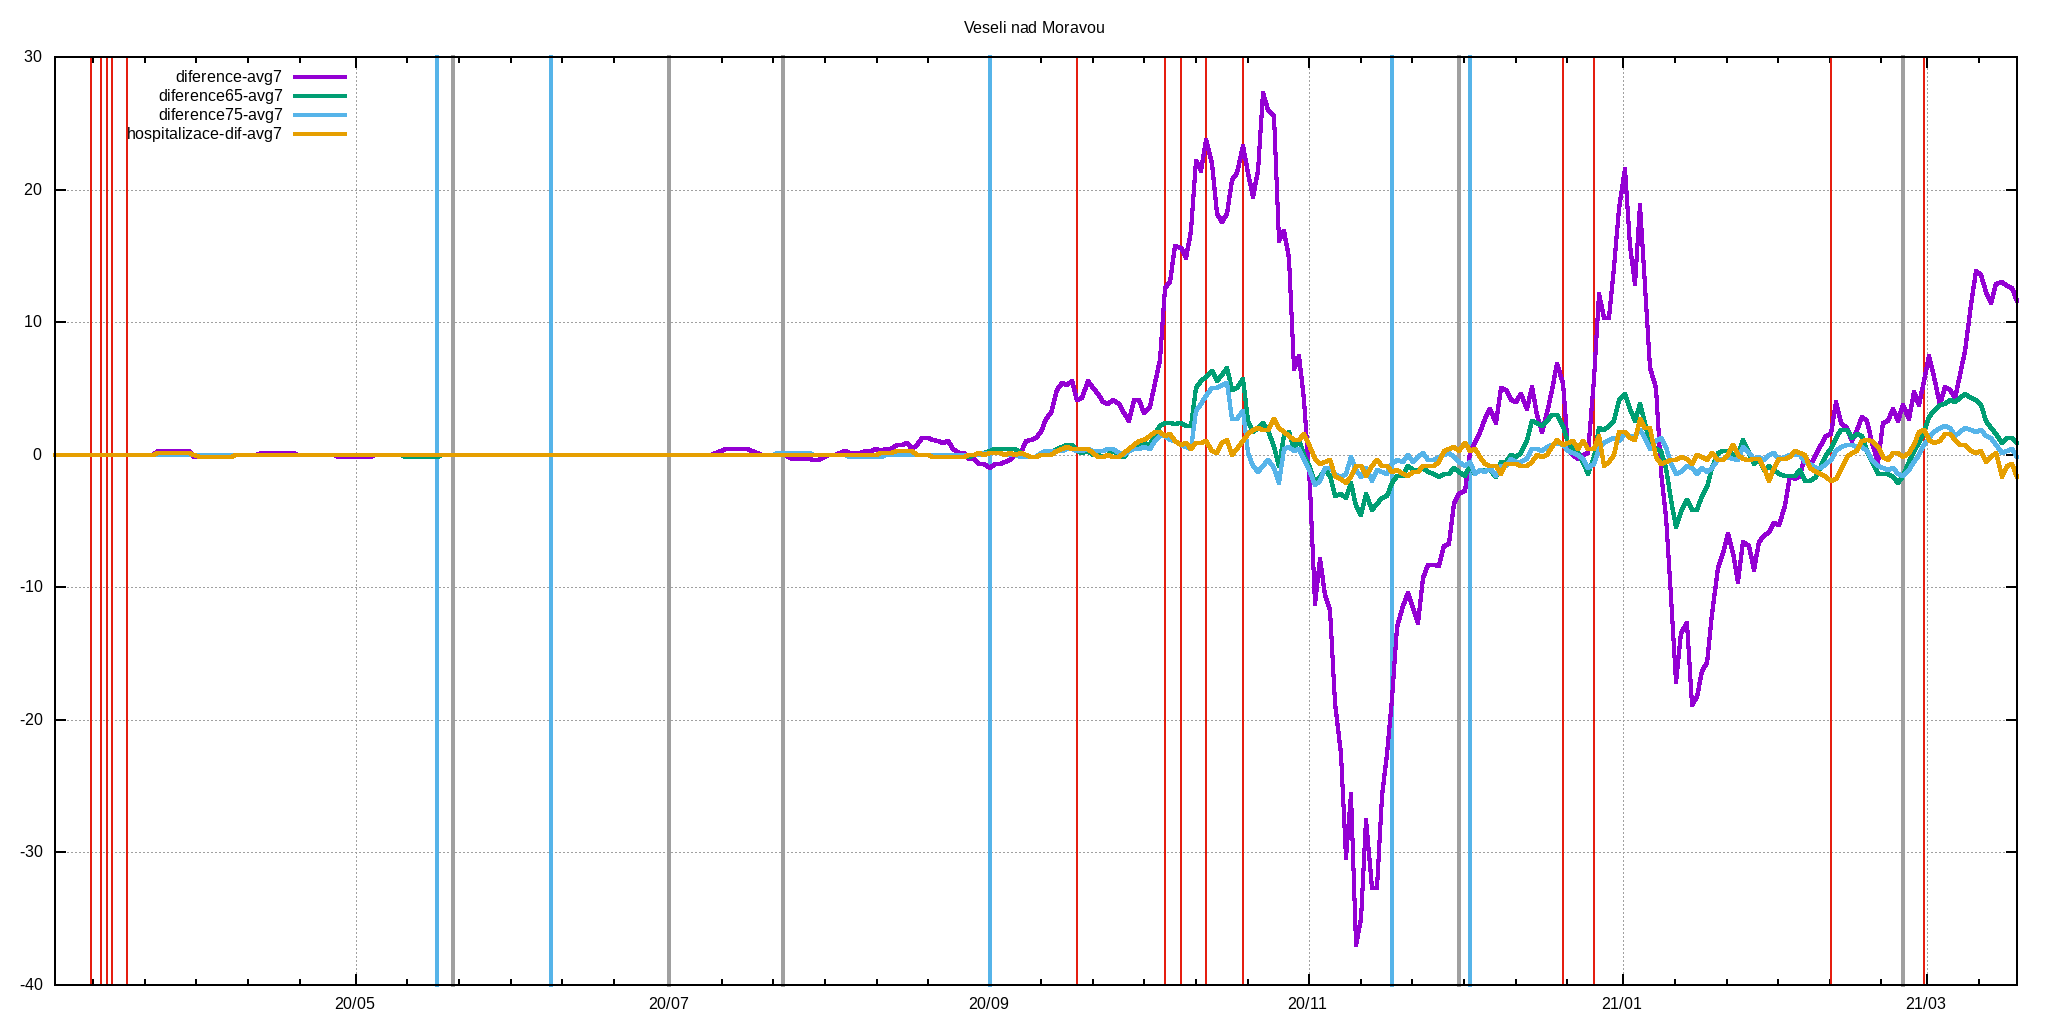 Veseli nad Moravou
30
20
10
0
-10
-20
-30
-40
diference-avg7
diference65-avg7
diference75-avg7
hospitalizace-dif-avg7
20/05
20/07
20/09
20/11
21/01
21/03